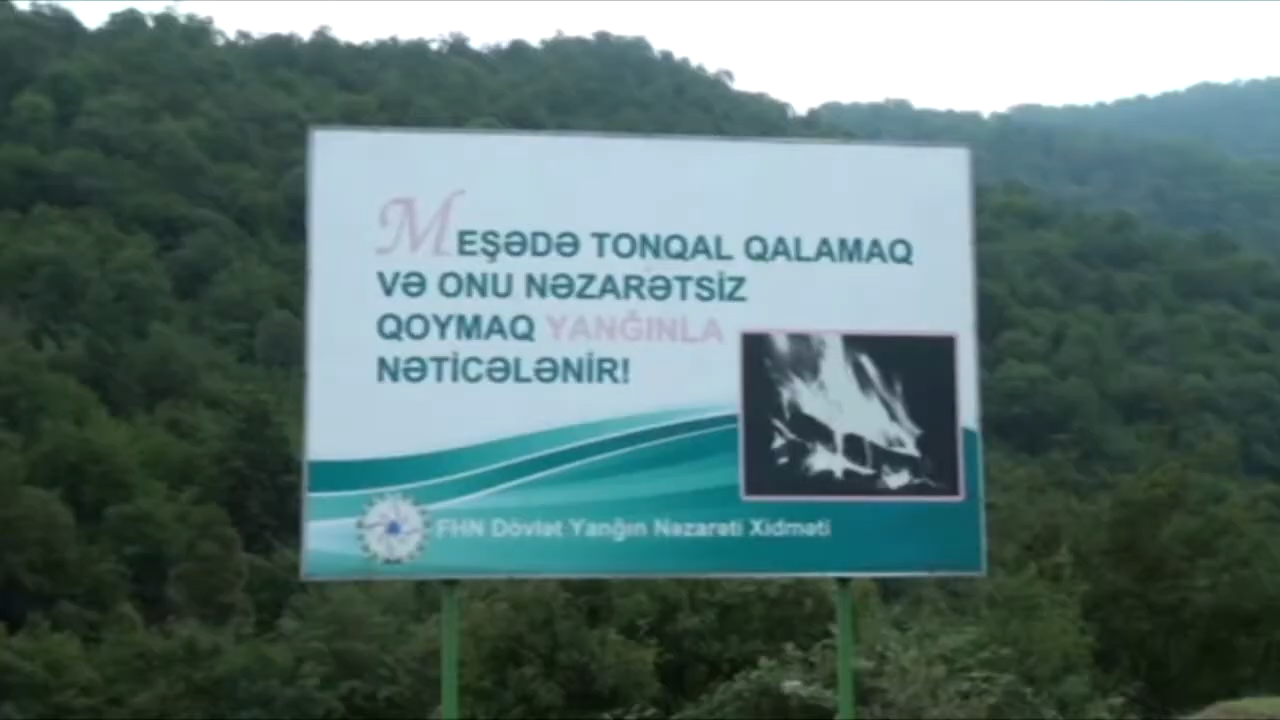 MEŞƏDƏ TONQAL QALAMAQ
VƏ ONU NƏZARƏTSİZ
QOYMAQ YANĞINLA
NƏTİCƏLƏNİR!
FHN Dövlət Yanğın Nəzarəti Xidməti